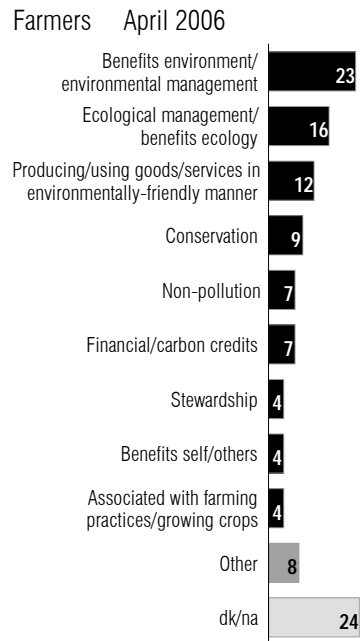 Farmers April 2006
Benefits environment/
environmental management
23
Ecological management/
benefits ecology
16
Producing/using goods/services in
environmentally-friendly manner
12
Conservation
9
Non-pollution
7
Financial/carbon credits
7
Stewardship
4
Benefits self/others
4
Associated with farming
practices/growing crops
4
Other
8
dk/na
24